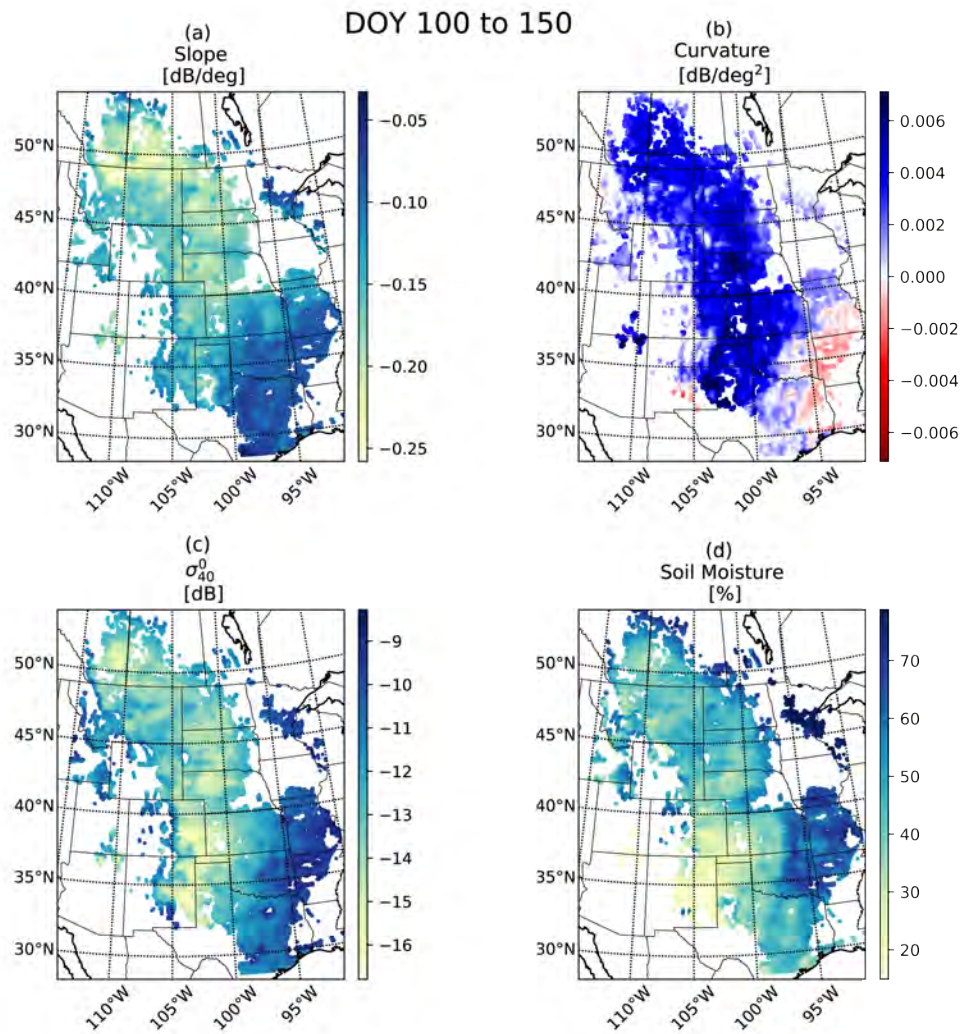 DOY 100 to 150
(a)
Slope
[dB/deg]
50°N
45°N
40°N
35°N
30°N
110°W
105°W
100°W
95°W
−0.05
−0.10
−0.15
−0.20
−0.25
(b)
Curvature
[dB/deg²]
50°N
45°N
40°N
35°N
30°N
110°W
105°W
100°W
95°W
0.006
0.004
0.002
0.000
−0.002
−0.004
−0.006
(c)
σ⁰₄₀
[dB]
50°N
45°N
40°N
35°N
30°N
110°W
105°W
100°W
95°W
−9
−10
−11
−12
−13
−14
−15
−16
(d)
Soil Moisture
[%]
50°N
45°N
40°N
35°N
30°N
110°W
105°W
100°W
95°W
70
60
50
40
30
20